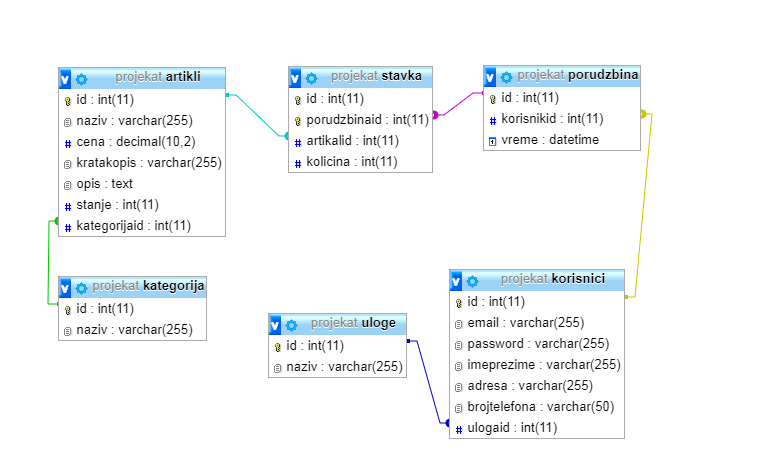 projekat artikli
id : int(11)
naziv : varchar(255)
cena : decimal(10,2)
kratakopis : varchar(255)
opis : text
stanje : int(11)
kategorijaid : int(11)
projekat stavka
id : int(11)
porudzbinaid : int(11)
artikalid : int(11)
kolicina : int(11)
projekat porudzbina
id : int(11)
korisnikid : int(11)
vreme : datetime
projekat kategorija
id : int(11)
naziv : varchar(255)
projekat uloge
id : int(11)
naziv : varchar(255)
projekat korisnici
id : int(11)
email : varchar(255)
password : varchar(255)
imeprezime : varchar(255)
adresa : varchar(255)
brojtelefona : varchar(50)
ulogaid : int(11)